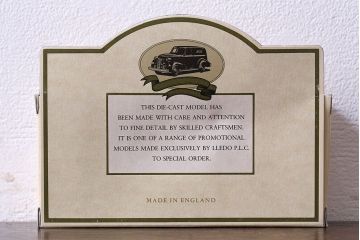 THIS DIE-CAST MODEL HAS
BEEN MADE WITH CARE AND ATTENTION
TO FINE DETAIL BY SKILLED CRAFTSMEN.
IT IS ONE OF A RANGE OF PROMOTIONAL
MODELS MADE EXCLUSIVELY BY LLEDO P.L.C.
TO SPECIAL ORDER.
MADE IN ENGLAND